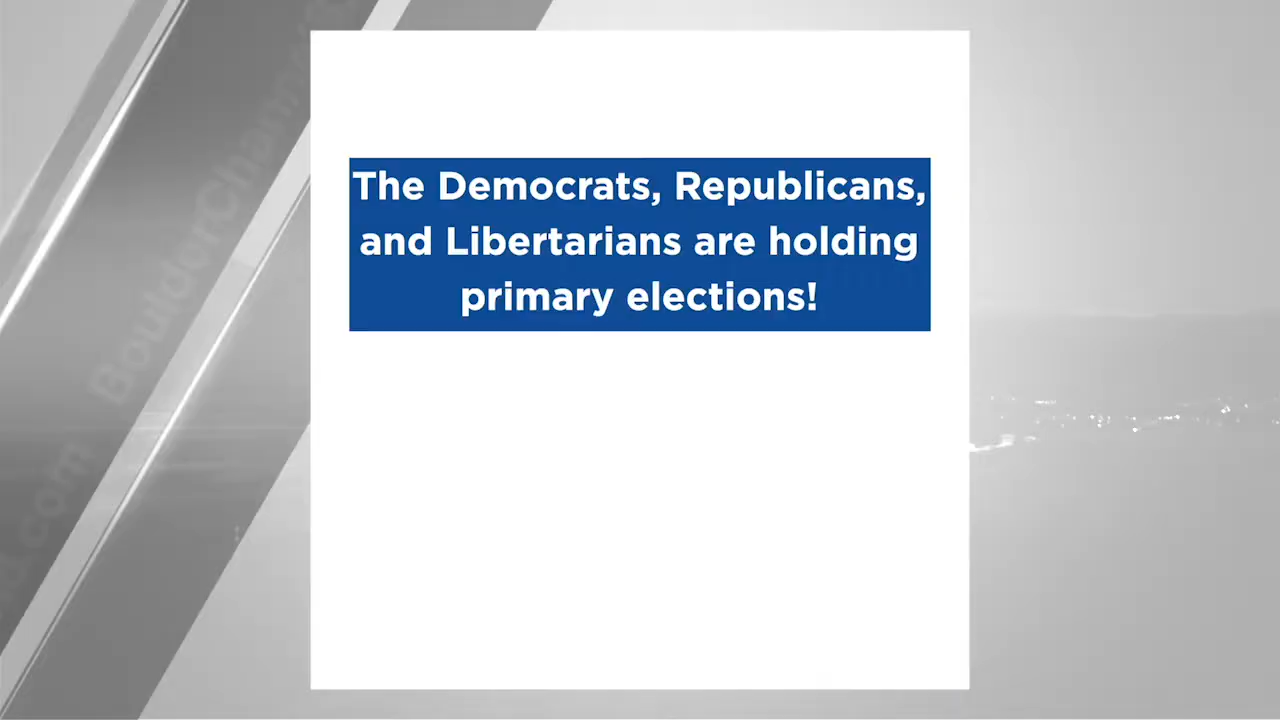 The Democrats, Republicans,
and Libertarians are holding
primary elections!